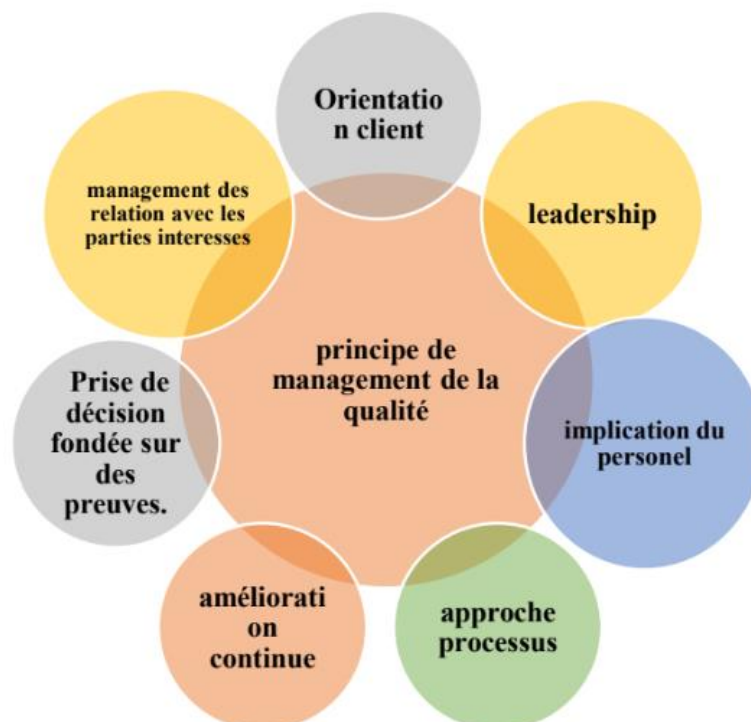 Orientatio
n client
leadership
implication du
personel
approche
processus
améliorati
on
continue
Prise de
décision
fondée sur
des
preuves.
management des
relation avec les
parties interesses
principe de
management de la
qualité